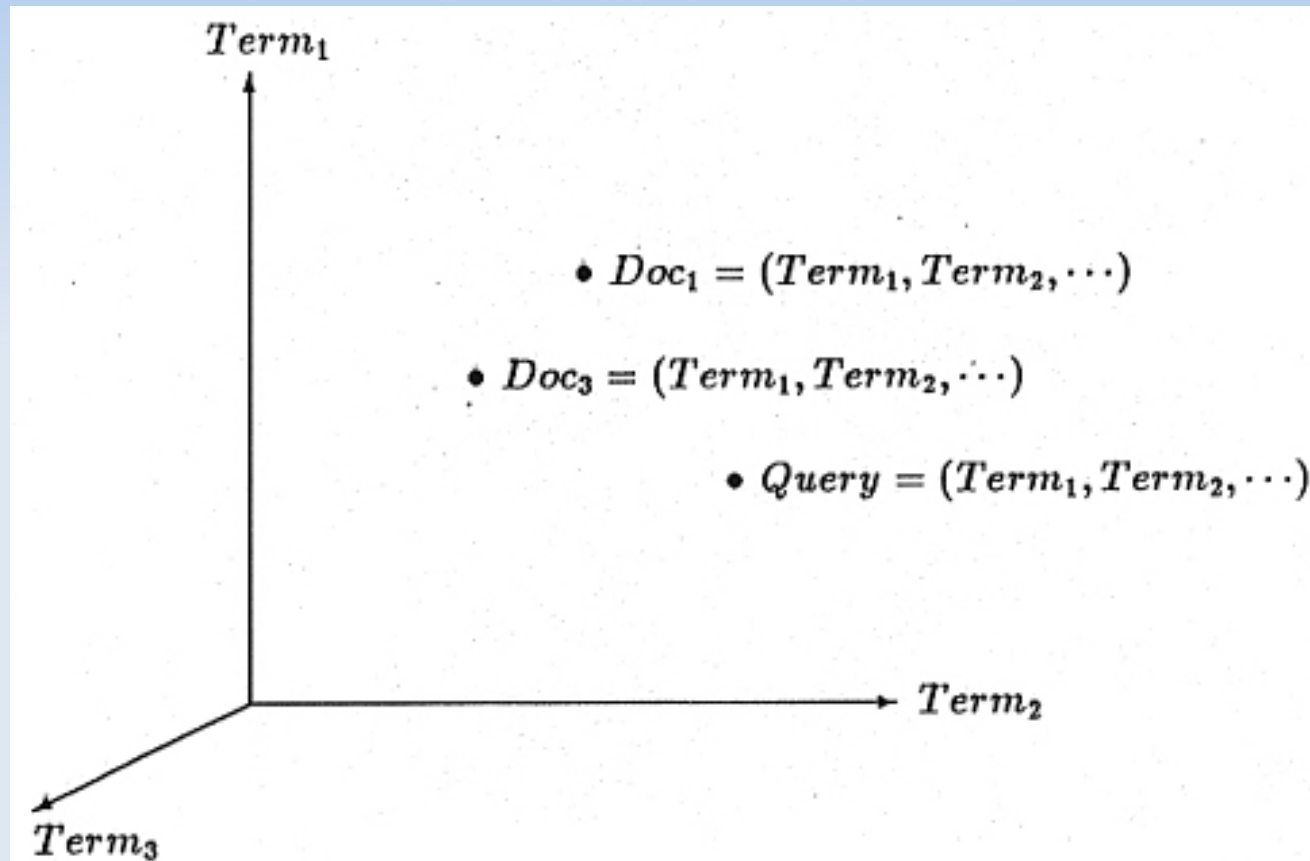 Term₁
• Doc₁ = (Term₁, Term₂, ⋯)
• Doc₃ = (Term₁, Term₂, ⋯)
• Query = (Term₁, Term₂, ⋯)
Term₂
Term₃